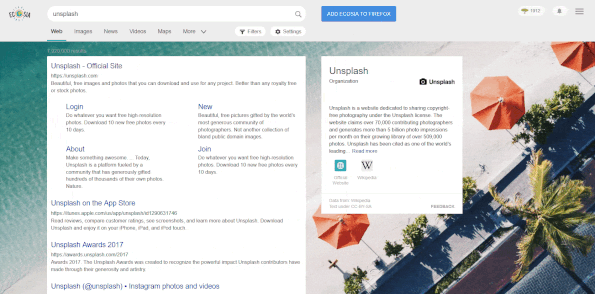 ECOSIA
unsplash
ADD ECOSIA TO FIREFOX
1012
Web Images News Videos Maps More Filters Settings
Unsplash - Official Site
https://unsplash.com
Beautiful, free images and photos that you can download and use for any project. Better than any royalty free
or stock photos.
Login
Do whatever you want free high resolution
photos. Download 10 new free photos every
10 days.
New
Beautiful, free pictures gifted by the world's
most generous community of
photographers. Not another collection of
bland public domain images.
About
Make something awesome. ... Today,
Unsplash is a platform fueled by a
community that has generously gifted
hundreds of thousands of their own photos.
Nature.
Join
Do whatever you want free high resolution
photos. Download 10 new free photos every
10 days.
Unsplash on the App Store
Read reviews, compare customer ratings, see screenshots, and learn more about Unsplash. Download
Unsplash and enjoy it on your iPhone, iPad, and iPod touch.
Unsplash Awards 2017
https://awards.unsplash.com/2017
Awards 2017. The Unsplash Awards was created to recognize the powerful impact Unsplash Contributors have
made through their generosity and artistry.
Unsplash (@unsplash) • Instagram photos and videos
Unsplash
Organization
Unsplash
Unsplash is a website dedicated to sharing copyright-
free photography under the Unsplash license. The
website claims over 70,000 contributing photographers
and generates more than 5 billion photo impressions
per month on their growing library of over 509,000
photos. Unsplash has been cited as one of the world's
leading... Read more
Official
Website
Wikipedia
Data from: Wikipedia
Text under CC-BY-SA
FEEDBACK